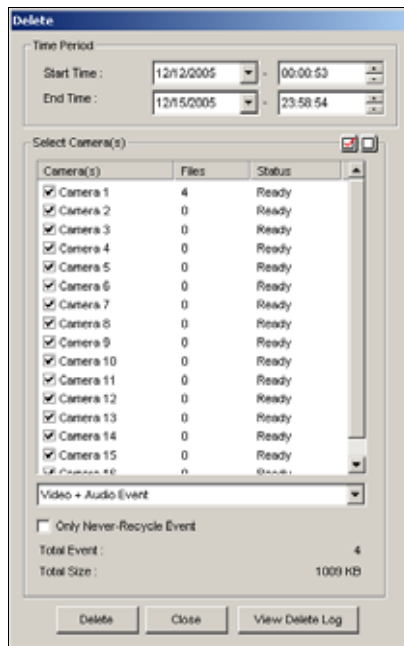 Delete
Time Period
Start Time : 12/12/2005 - 00:00:53
End Time : 12/15/2005 - 23:58:54
Select Camera(s)
Camera(s) Files Status
Camera 1 4 Ready
Camera 2 0 Ready
Camera 3 0 Ready
Camera 4 0 Ready
Camera 5 0 Ready
Camera 6 0 Ready
Camera 7 0 Ready
Camera 8 0 Ready
Camera 9 0 Ready
Camera 10 0 Ready
Camera 11 0 Ready
Camera 12 0 Ready
Camera 13 0 Ready
Camera 14 0 Ready
Camera 15 0 Ready
Camera 16 0 Ready
Video + Audio Event
Only Never-Recycle Event
Total Event : 4
Total Size : 1009 KB
Delete Close View Delete Log